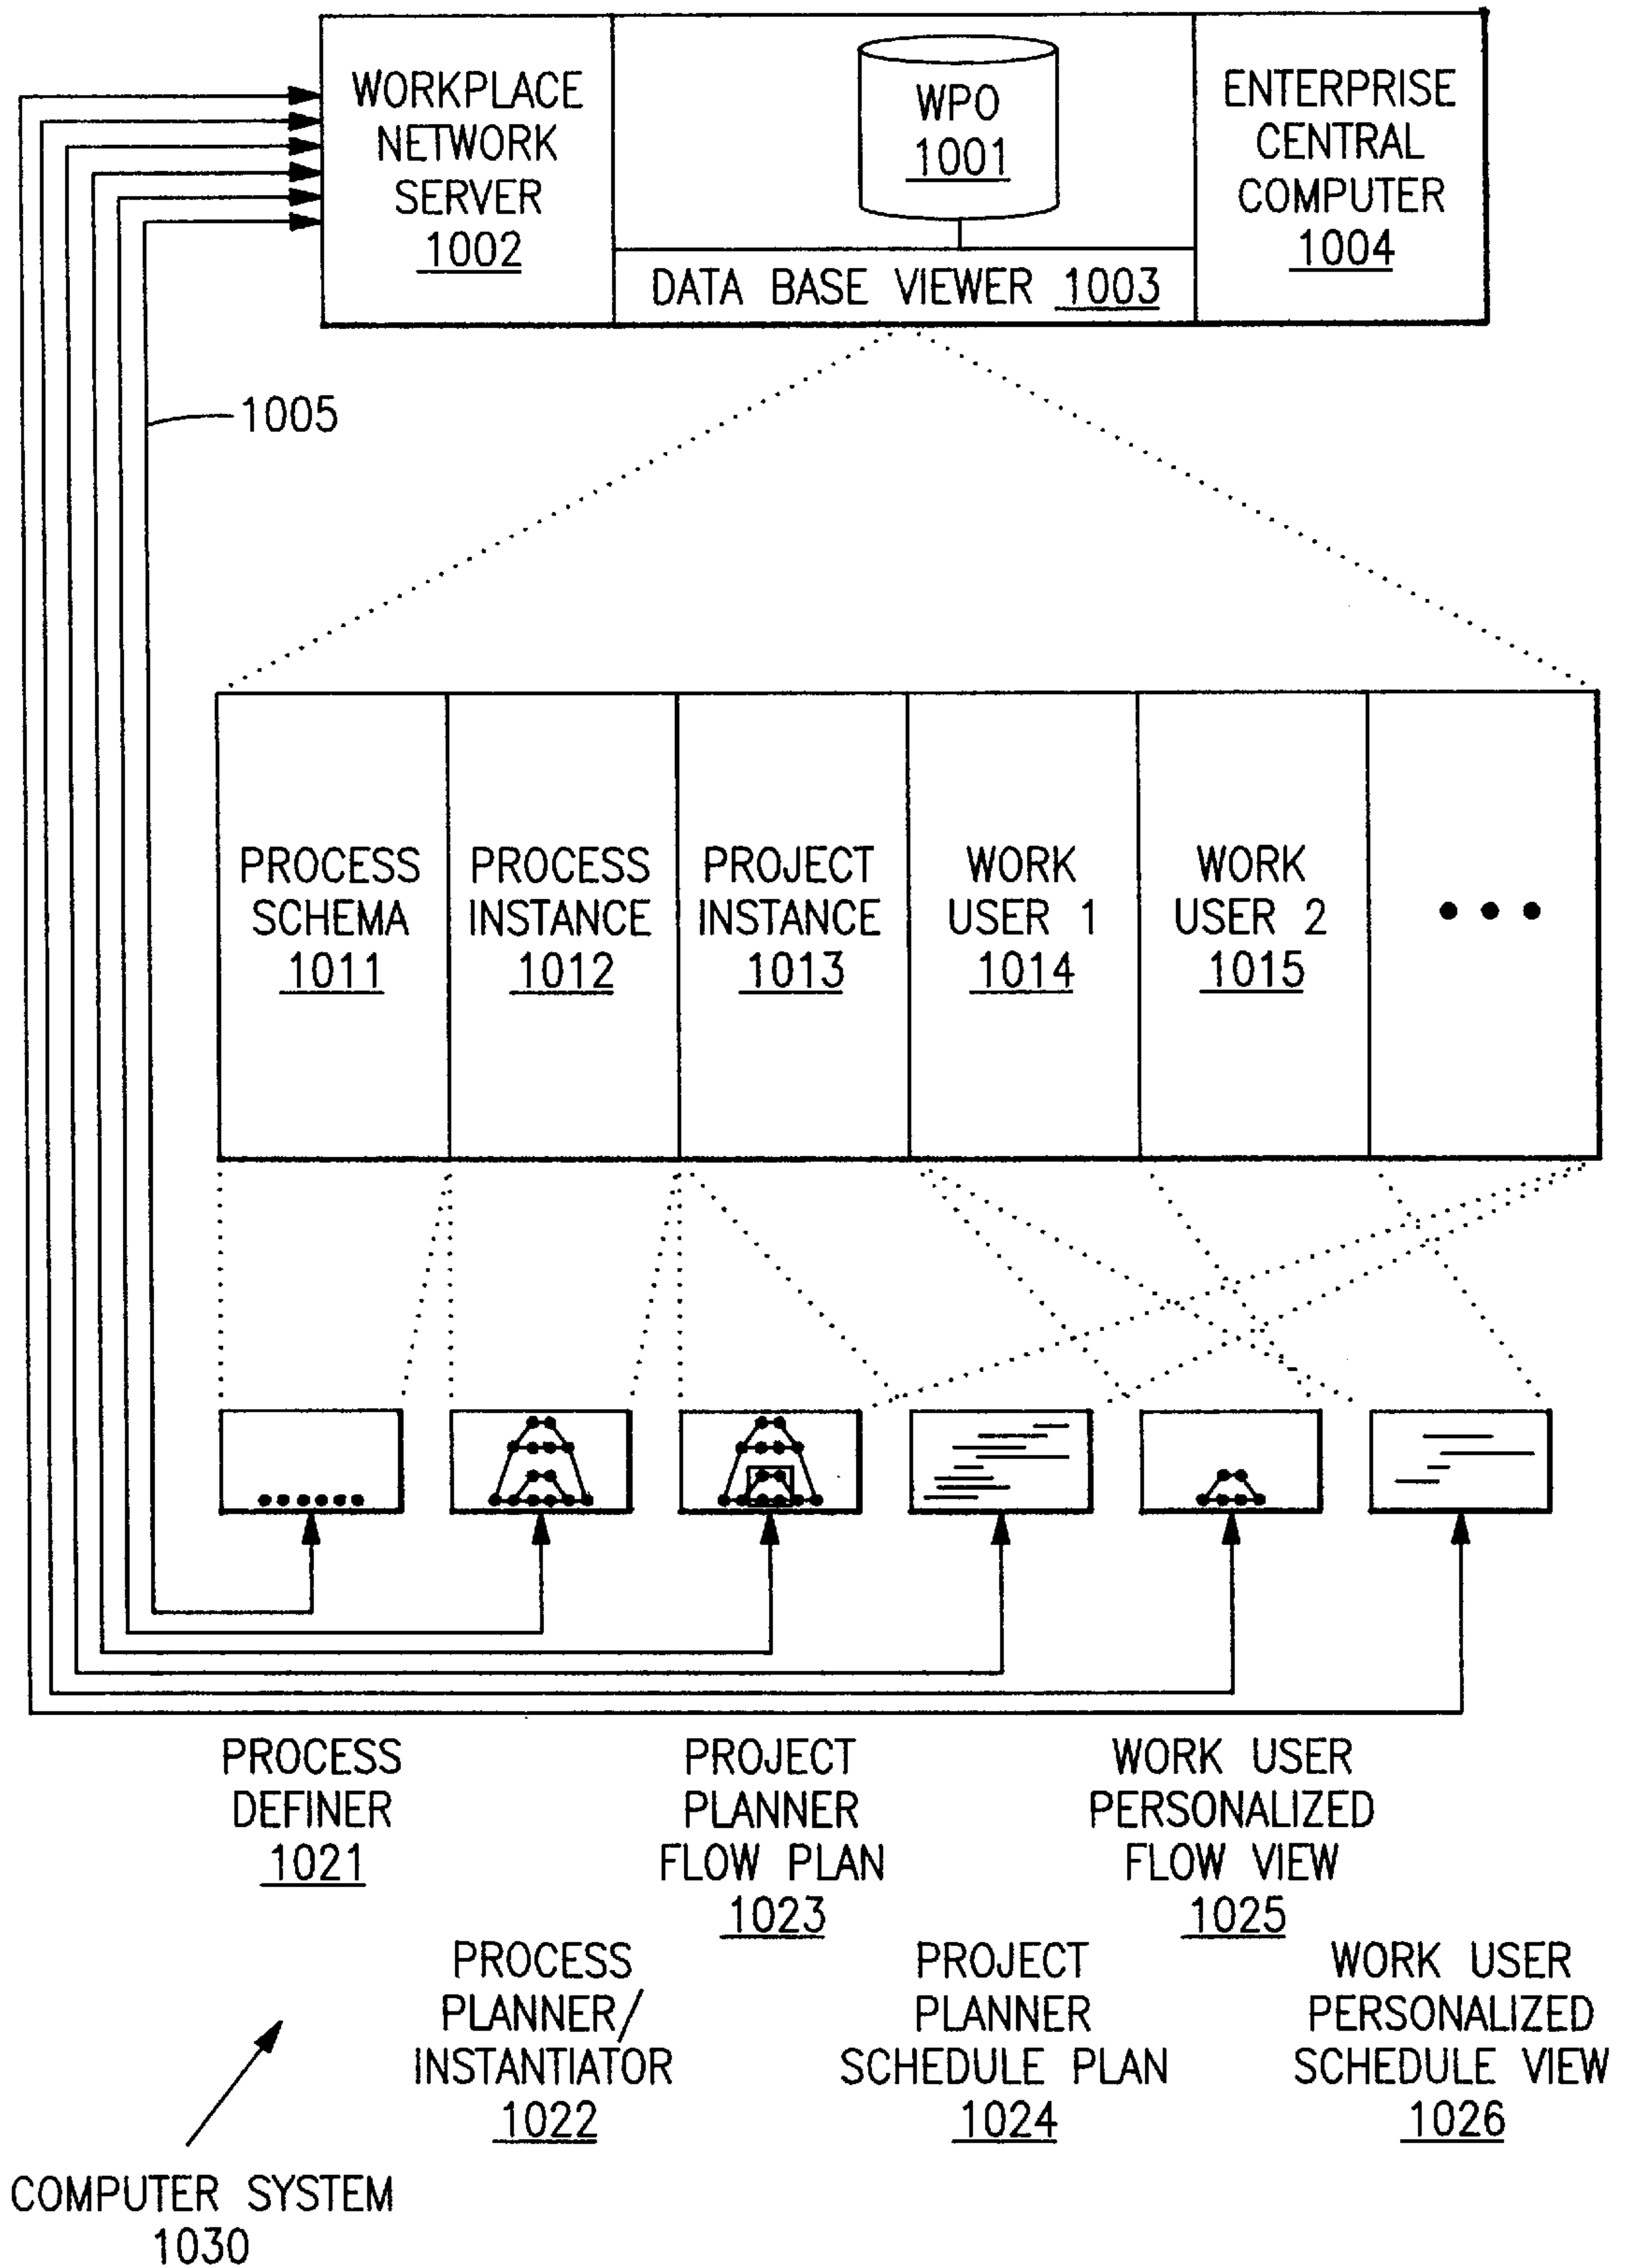 WORKPLACE
NETWORK
SERVER
1002
WPO
1001
DATA BASE VIEWER 1003
ENTERPRISE
CENTRAL
COMPUTER
1004
1005
PROCESS
SCHEMA
1011
PROCESS
INSTANCE
1012
PROJECT
INSTANCE
1013
WORK
USER 1
1014
WORK
USER 2
1015
PROCESS
DEFINER
1021
PROJECT
PLANNER
FLOW PLAN
1023
WORK USER
PERSONALIZED
FLOW VIEW
1025
PROCESS
PLANNER/
INSTANTIATOR
1022
PROJECT
PLANNER
SCHEDULE PLAN
1024
WORK USER
PERSONALIZED
SCHEDULE VIEW
1026
COMPUTER SYSTEM
1030